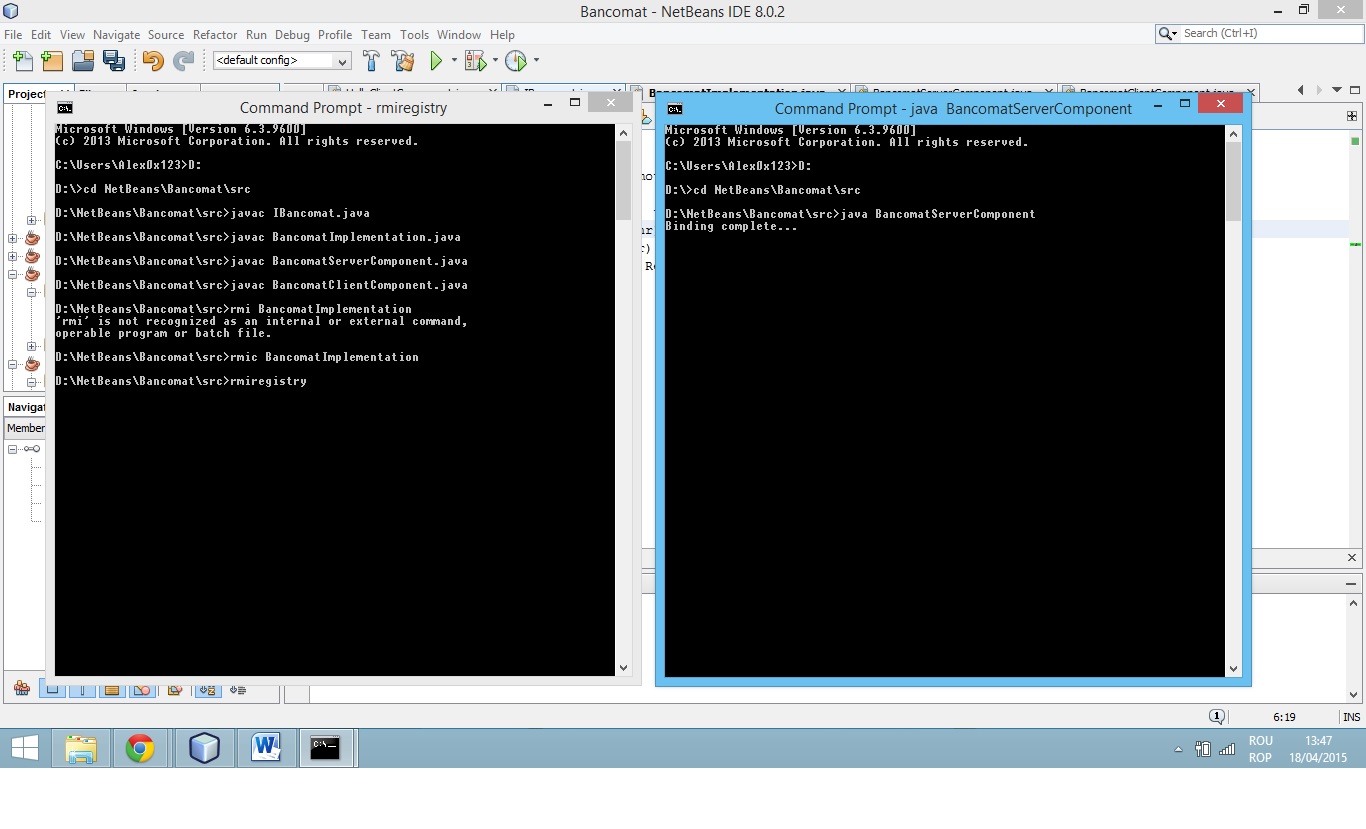 Bancomat - NetBeans IDE 8.0.2
File Edit View Navigate Source Refactor Run Debug Profile Team Tools Window Help
Search (Ctrl+I)
<default config>
Command Prompt - rmiregistry
Microsoft Windows [Version 6.3.9600]
(c) 2013 Microsoft Corporation. All rights reserved.
C:\Users\Alex0x123>D:
D:\>cd NetBeans\Bancomat\src
D:\NetBeans\Bancomat\src>javac IBancomat.java
D:\NetBeans\Bancomat\src>javac BancomatImplementation.java
D:\NetBeans\Bancomat\src>javac BancomatServerComponent.java
D:\NetBeans\Bancomat\src>javac BancomatClientComponent.java
D:\NetBeans\Bancomat\src>rmi BancomatImplementation
'rmi' is not recognized as an internal or external command,
operable program or batch file.
D:\NetBeans\Bancomat\src>rmic BancomatImplementation
D:\NetBeans\Bancomat\src>rmiregistry
Command Prompt - java BancomatServerComponent
Microsoft Windows [Version 6.3.9600]
(c) 2013 Microsoft Corporation. All rights reserved.
C:\Users\Alex0x123>D:
D:\>cd NetBeans\Bancomat\src
D:\NetBeans\Bancomat\src>java BancomatServerComponent
Binding complete...
Project
Navigat
Member
1
6:19
INS
ROU
ROP
13:47
18/04/2015